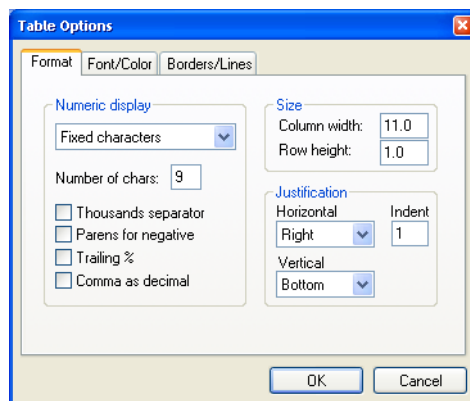 Table Options
Format Font/Color Borders/Lines
Numeric display
Fixed characters
Number of chars: 9
Thousands separator
Parens for negative
Trailing %
Comma as decimal
Size
Column width: 11.0
Row height: 1.0
Justification
Horizontal Indent
Right 1
Vertical
Bottom
OK Cancel